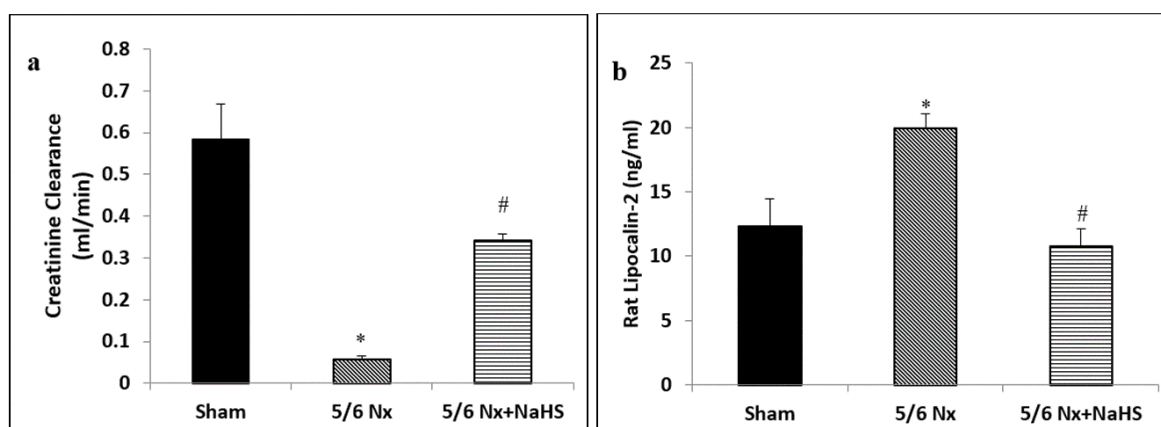 a
Creatinine Clearance
(ml/min)
0.8
0.7
0.6
0.5
0.4
0.3
0.2
0.1
0
*
#
Sham
5/6 Nx
5/6 Nx+NaHS
b
Rat Lipocalin-2 (ng/ml)
25
20
15
10
5
0
*
#
Sham
5/6 Nx
5/6 Nx+NaHS